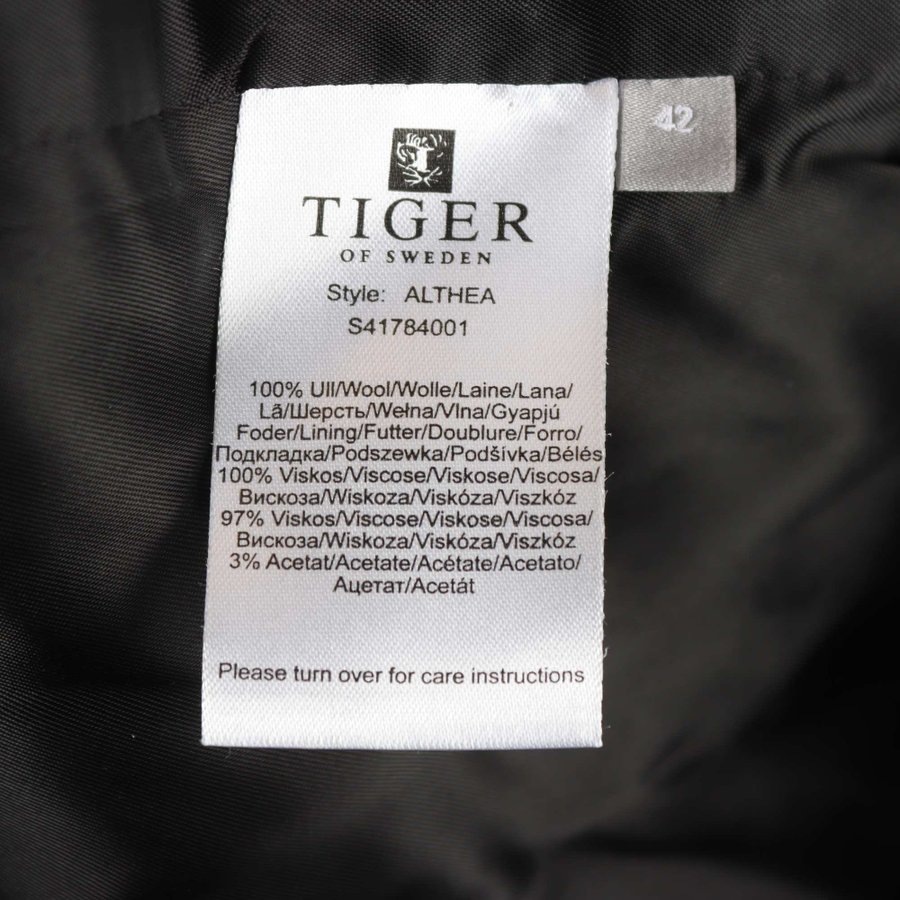 42
TIGER
OF SWEDEN
Style: ALTHEA
S41784001
100% Ull/Wool/Wolle/Laine/Lana/
Lã/Шерсть/Wełna/Vlna/Gyapjú
Foder/Lining/Futter/Doublure/Forro/
Подкладка/Podszewka/Podšívka/Bélés
100% Viskos/Viscose/Viskose/Viscosa/
Вискоза/Wiskoza/Viskóza/Viszkóz
97% Viskos/Viscose/Viskose/Viscosa/
Вискоза/Wiskoza/Viskóza/Viszkóz
3% Acetat/Acetate/Acétate/Acetato/
Ацетат/Acetát
Please turn over for care instructions